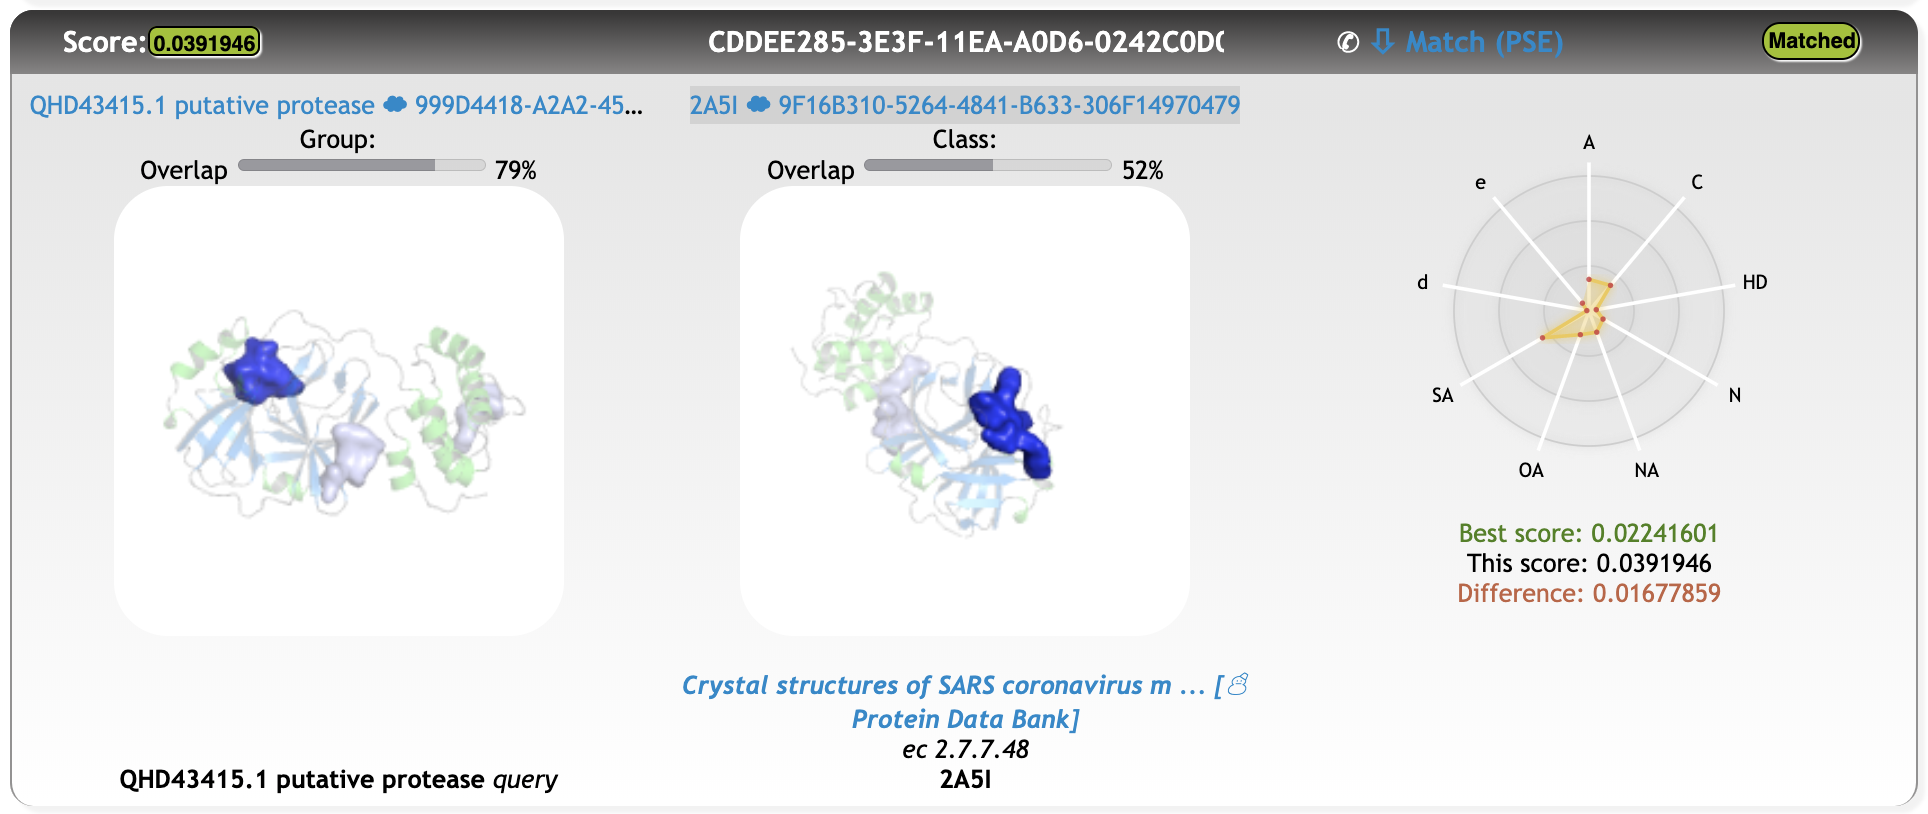 Score: 0.0391946
CDDEE285-3E3F-11EA-A0D6-0242C0D0
✆ ⇩ Match (PSE)
Matched
QHD43415.1 putative protease 999D4418-A2A2-45...
Group:
Overlap 79%
2A5I 9F16B310-5264-4841-B633-306F14970479
Class:
Overlap 52%
A
C
HD
N
NA
OA
SA
d
e
Best score: 0.02241601
This score: 0.0391946
Difference: 0.01677859
Crystal structures of SARS coronavirus m ... [
Protein Data Bank]
ec 2.7.7.48
2A5I
QHD43415.1 putative protease query